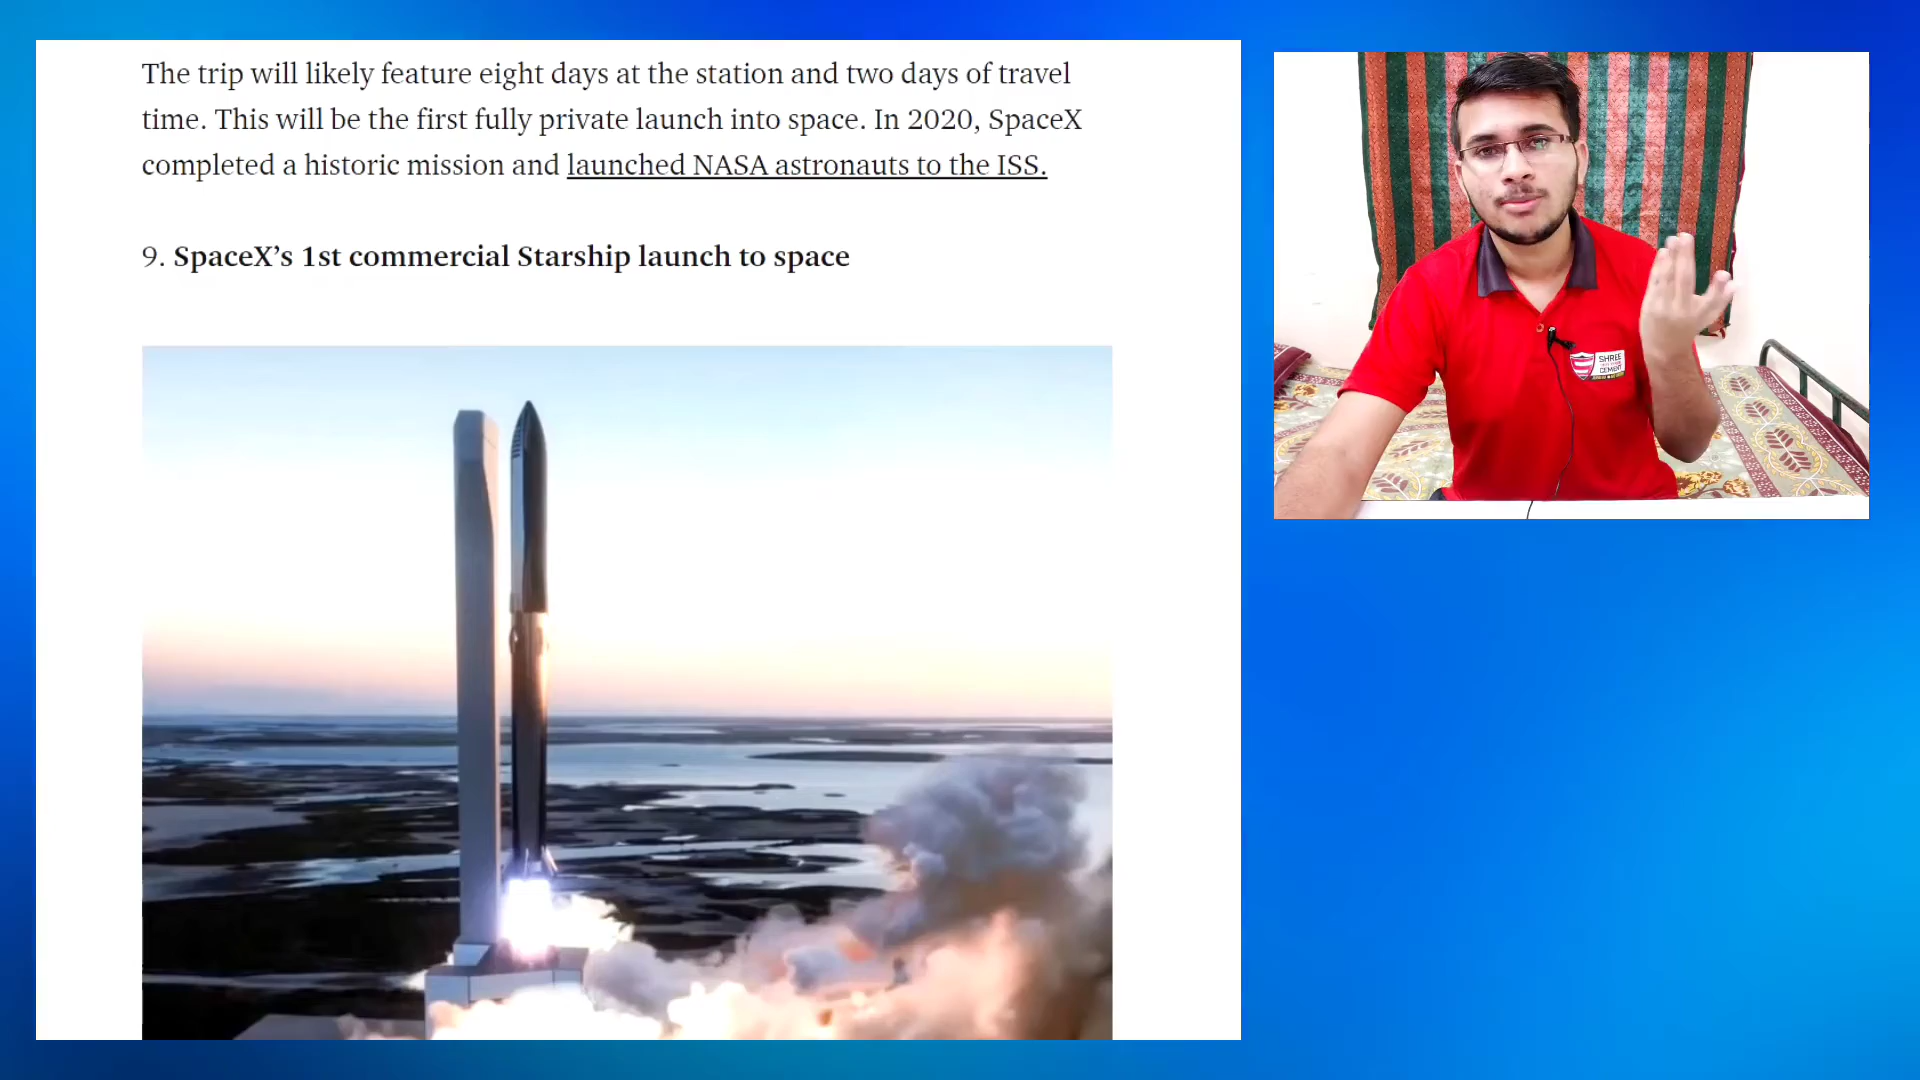 The trip will likely feature eight days at the station and two days of travel
time. This will be the first fully private launch into space. In 2020, SpaceX
completed a historic mission and launched NASA astronauts to the ISS.
9. SpaceX’s 1st commercial Starship launch to space
SHREE
CEMENT